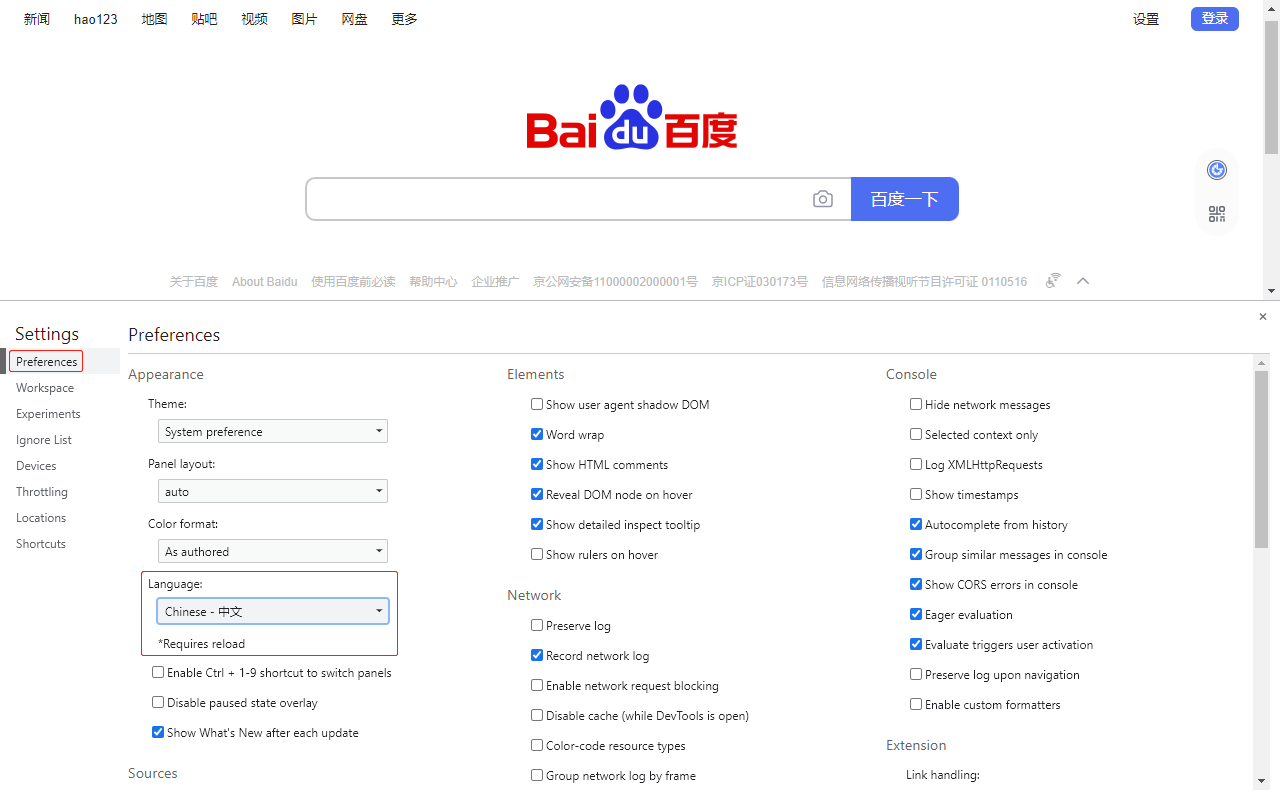 新闻 hao123 地图 贴吧 视频 图片 网盘 更多 设置 登录
Bai du 百度
百度一下
关于百度 About Baidu 使用百度前必读 帮助中心 企业推广 京公网安备11000002000001号 京ICP证030173号 信息网络传播视听节目许可证 0110516
Settings
Preferences
Workspace
Experiments
Ignore List
Devices
Throttling
Locations
Shortcuts
Preferences
Appearance
Theme:
System preference
Panel layout:
auto
Color format:
As authored
Language:
Chinese - 中文
*Requires reload
Enable Ctrl + 1-9 shortcut to switch panels
Disable paused state overlay
Show What's New after each update
Sources
Elements
Show user agent shadow DOM
Word wrap
Show HTML comments
Reveal DOM node on hover
Show detailed inspect tooltip
Show rulers on hover
Network
Preserve log
Record network log
Enable network request blocking
Disable cache (while DevTools is open)
Color-code resource types
Group network log by frame
Console
Hide network messages
Selected context only
Log XMLHttpRequests
Show timestamps
Autocomplete from history
Group similar messages in console
Show CORS errors in console
Eager evaluation
Evaluate triggers user activation
Preserve log upon navigation
Enable custom formatters
Extension
Link handling: